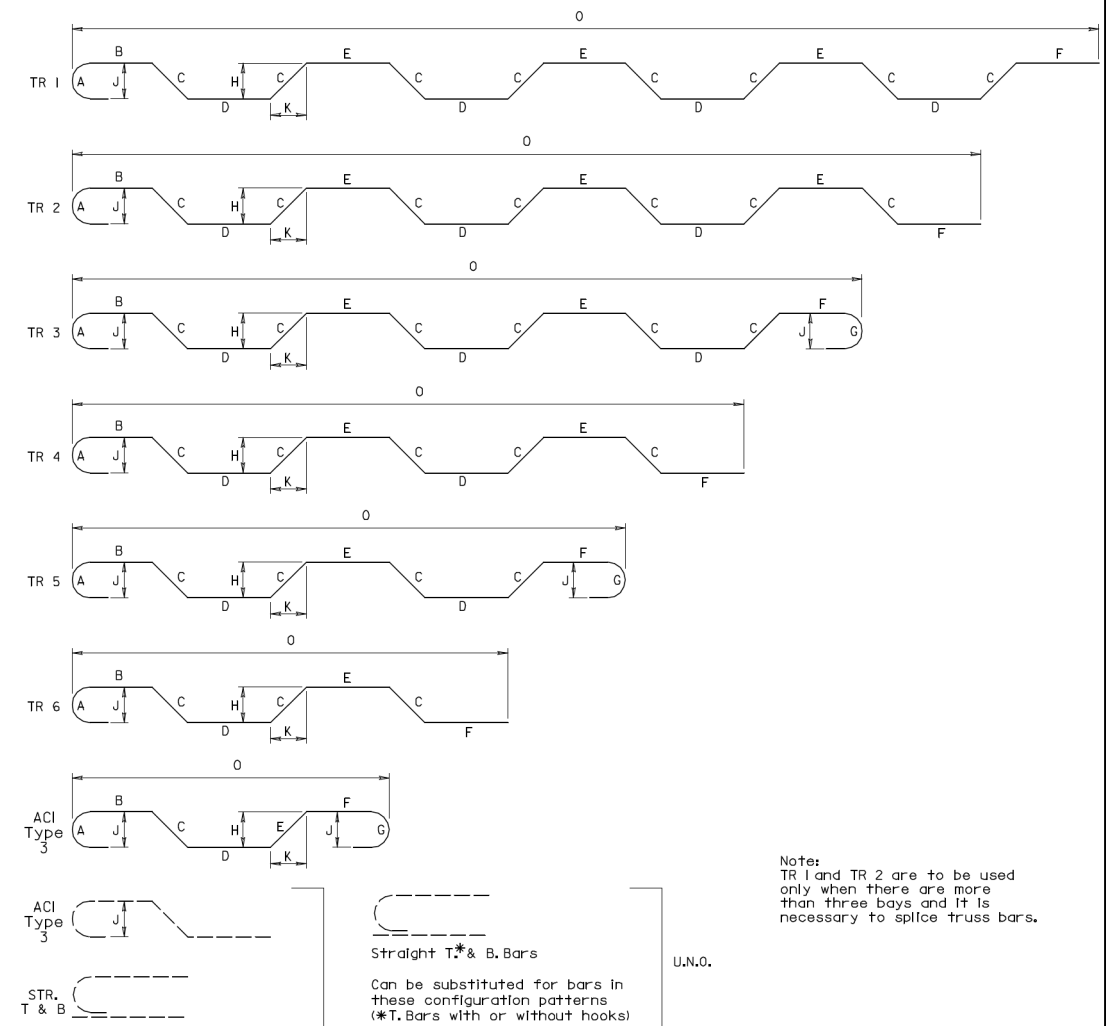 O
B E E E F
TR 1 A J C H C C C C C C
D K D D D
O
B E E E
TR 2 A J C H C C C C C
D K D D F
O
B E E F
TR 3 A J C H C C C C C J G
D K D D
O
B E E
TR 4 A J C H C C C C
D K D F
O
B E F
TR 5 A J C H C C C J G
D K D
O
B E
TR 6 A J C H C C
D K F
O
B F
ACI
Type
3
A J C H E J G
D K
Note:
TR 1 and TR 2 are to be used
only when there are more
than three bays and it is
necessary to splice truss bars.
ACI
Type
3
J
STR.
T & B
Straight T.* & B. Bars
Can be substituted for bars in
these configuration patterns
(*T. Bars with or without hooks)
U.N.O.